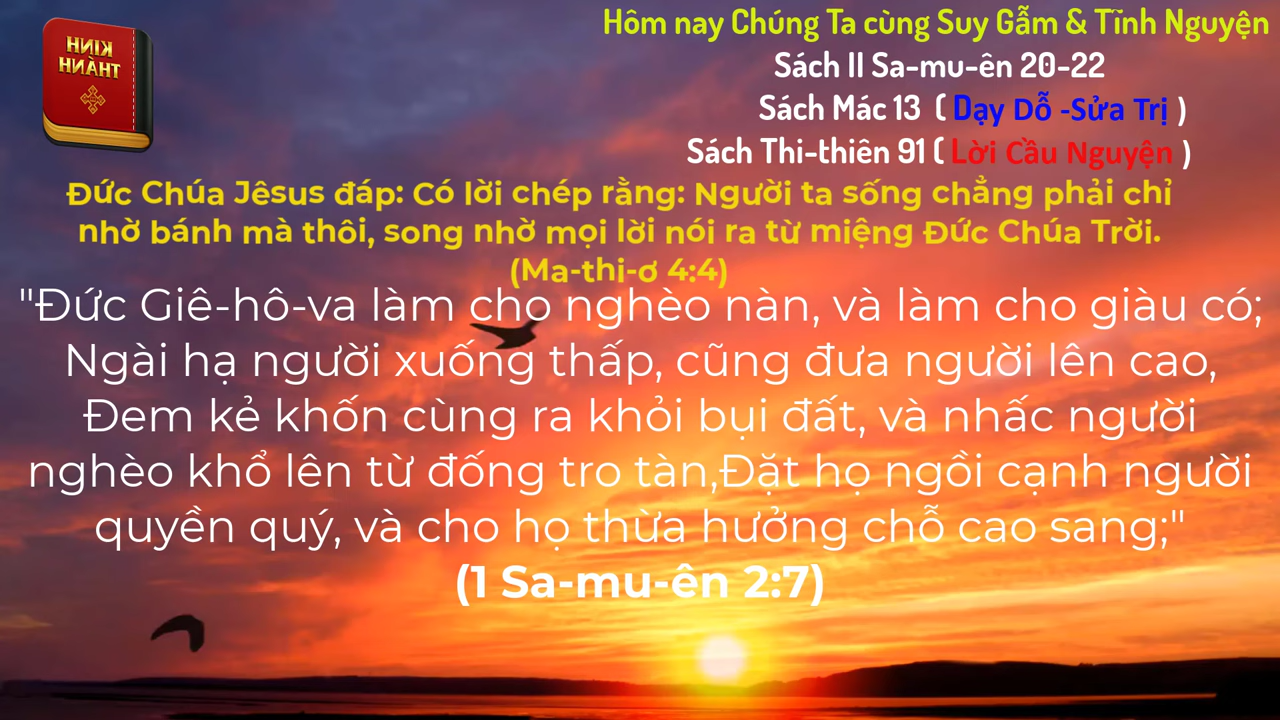 KINH
THÁNH
Hôm nay Chúng Ta cùng Suy Gẫm & Tĩnh Nguyện
Sách II Sa-mu-ên 20-22
Sách Mác 13 ( Dạy Dỗ -Sửa Trị )
Sách Thi-thiên 91 ( Lời Cầu Nguyện )
Đức Chúa Jêsus đáp: Có lời chép rằng: Người ta sống chẳng phải chỉ
nhờ bánh mà thôi, song nhờ mọi lời nói ra từ miệng Đức Chúa Trời.
(Ma-thi-ơ 4:4)
"Đức Giê-hô-va làm cho nghèo nàn, và làm cho giàu có;
Ngài hạ người xuống thấp, cũng đưa người lên cao,
Đem kẻ khốn cùng ra khỏi bụi đất, và nhấc người
nghèo khổ lên từ đống tro tàn,Đặt họ ngồi cạnh người
quyền quý, và cho họ thừa hưởng chỗ cao sang;"
(1 Sa-mu-ên 2:7)